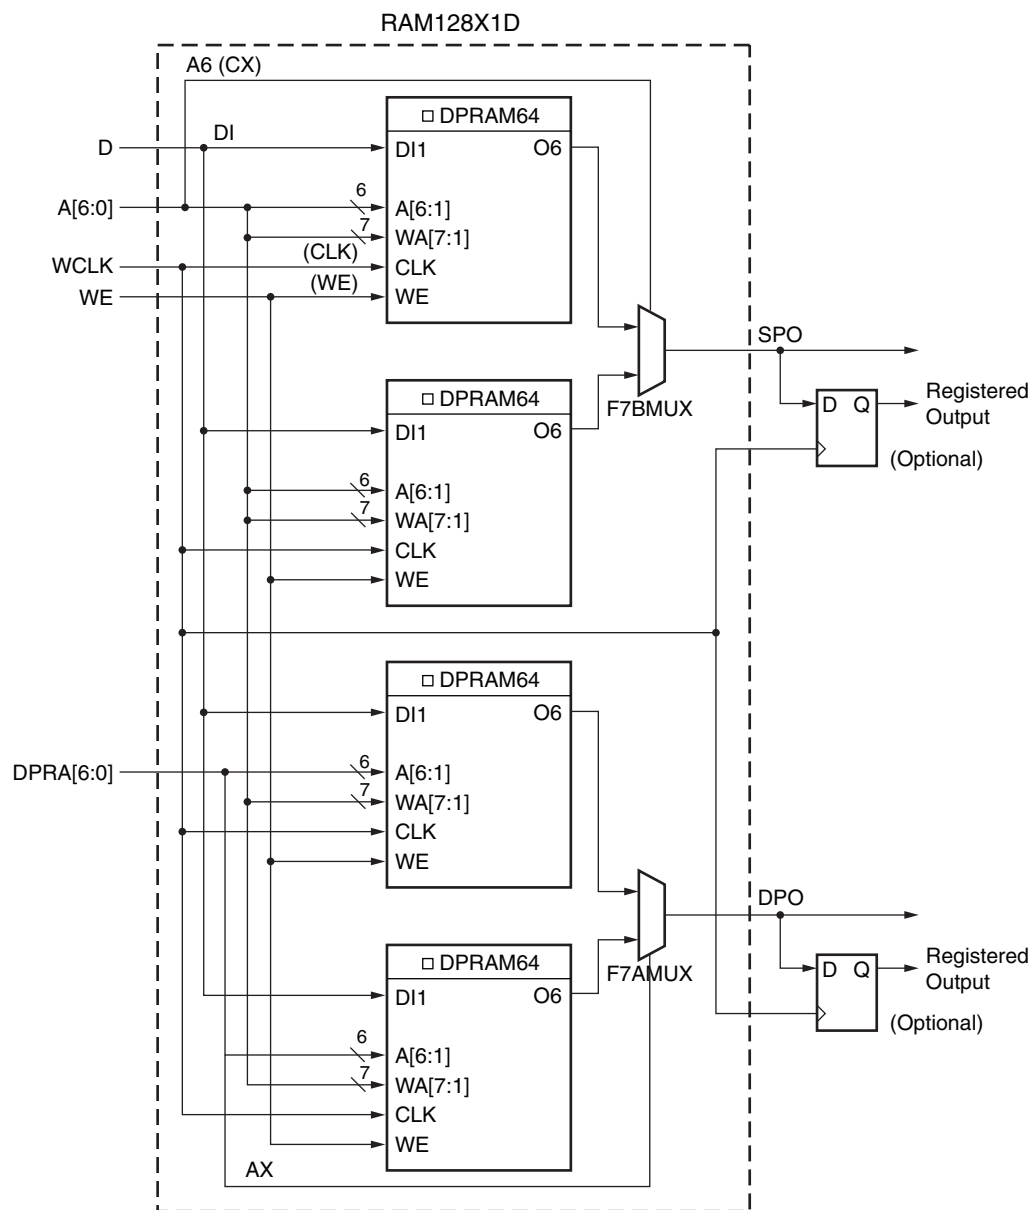 RAM128X1D
A6 (CX)
DPRAM64
D
DI
DI1
O6
A[6:0]
6
A[6:1]
7
WA[7:1]
WCLK
(CLK)
CLK
WE
(WE)
WE
SPO
F7BMUX
D Q
Registered
Output
(Optional)
DPRAM64
DI1
O6
6
A[6:1]
7
WA[7:1]
CLK
WE
DPRAM64
DI1
O6
DPRA[6:0]
6
A[6:1]
7
WA[7:1]
CLK
WE
DPO
F7AMUX
D Q
Registered
Output
(Optional)
DPRAM64
DI1
O6
6
A[6:1]
7
WA[7:1]
CLK
WE
AX